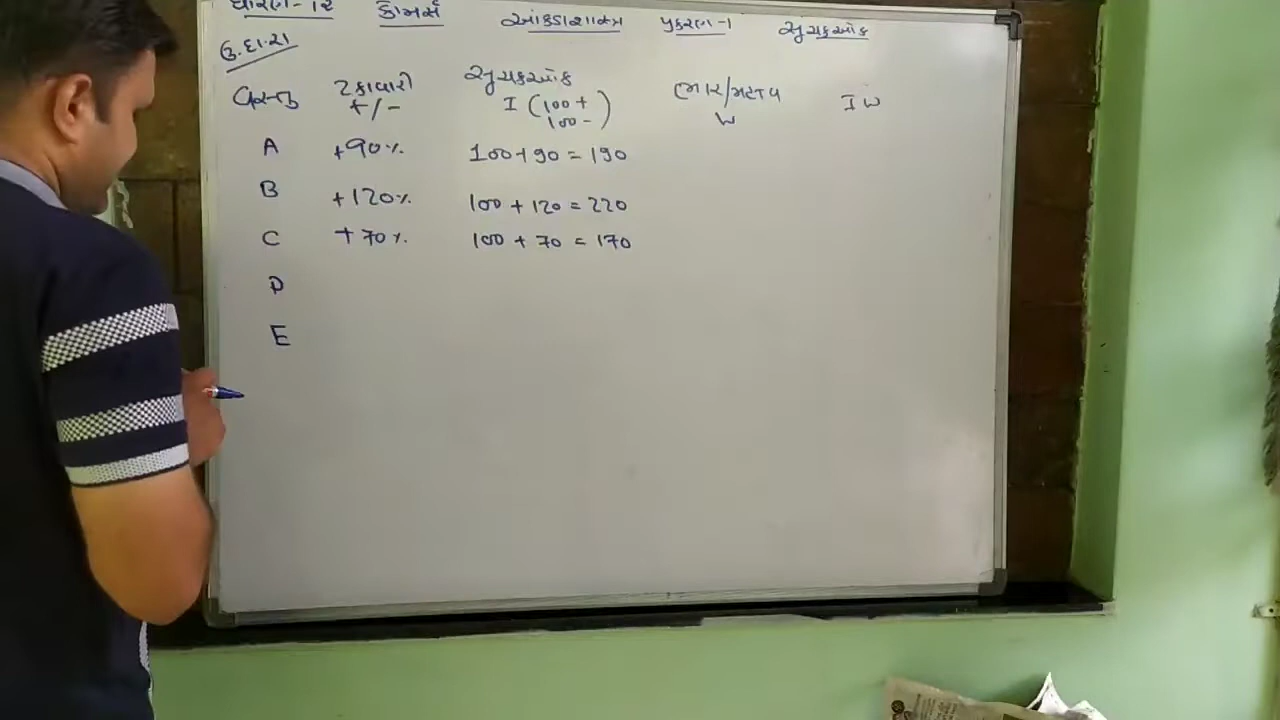 ધોરણ-૧૨ કોમર્સ આંકડાશાસ્ત્ર પ્રકરણ-૧ સૂચકઆંક
ઉદા.૨૧
વસ્તુ ટકાવારી +/- સૂચકઆંક I (100+ 100-) ભાર/મહત્વ W IW
A +90% 100+90=190
B +120% 100+120=220
C +70% 100+70=170
D
E